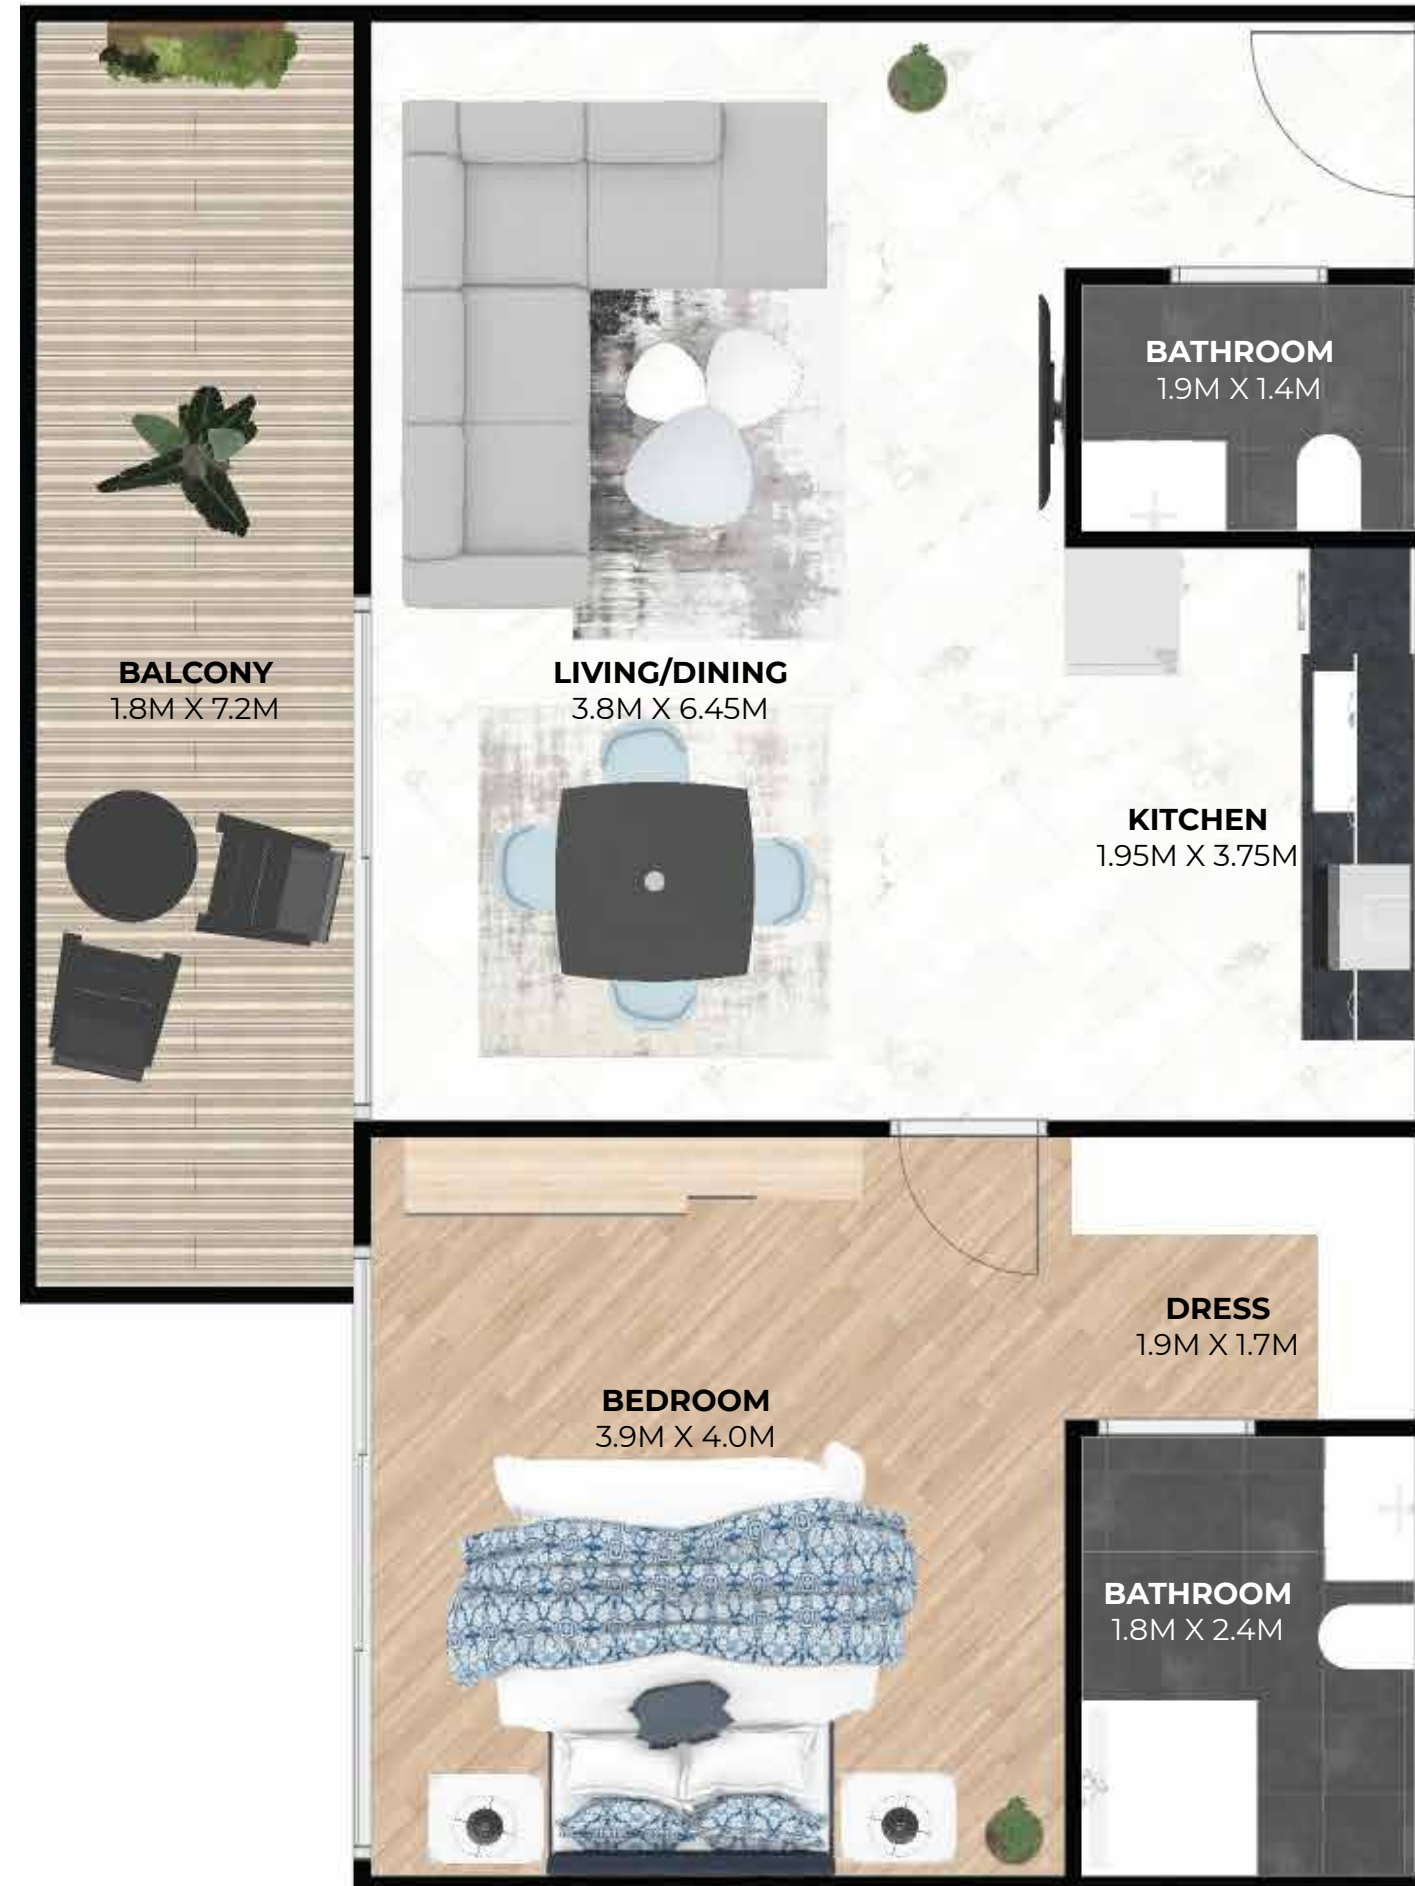 BATHROOM
1.9M X 1.4M
BALCONY
1.8M X 7.2M
LIVING/DINING
3.8M X 6.45M
KITCHEN
1.95M X 3.75M
DRESS
1.9M X 1.7M
BEDROOM
3.9M X 4.0M
BATHROOM
1.8M X 2.4M